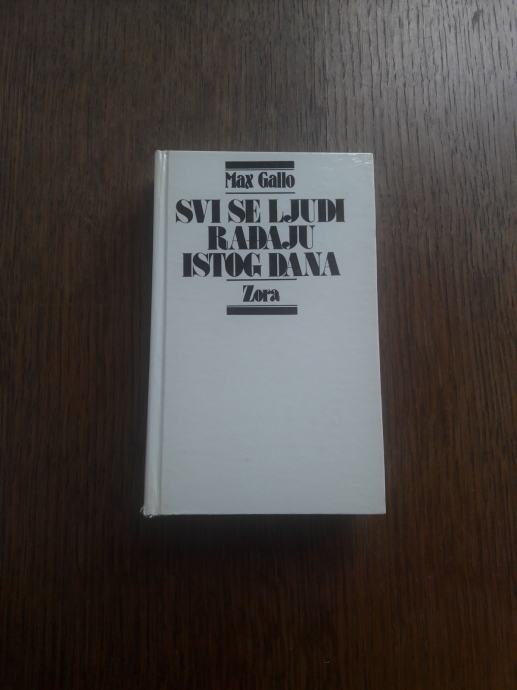 Max Gallo
SVI SE LJUDI
RAĐAJU
ISTOG DANA
Zora